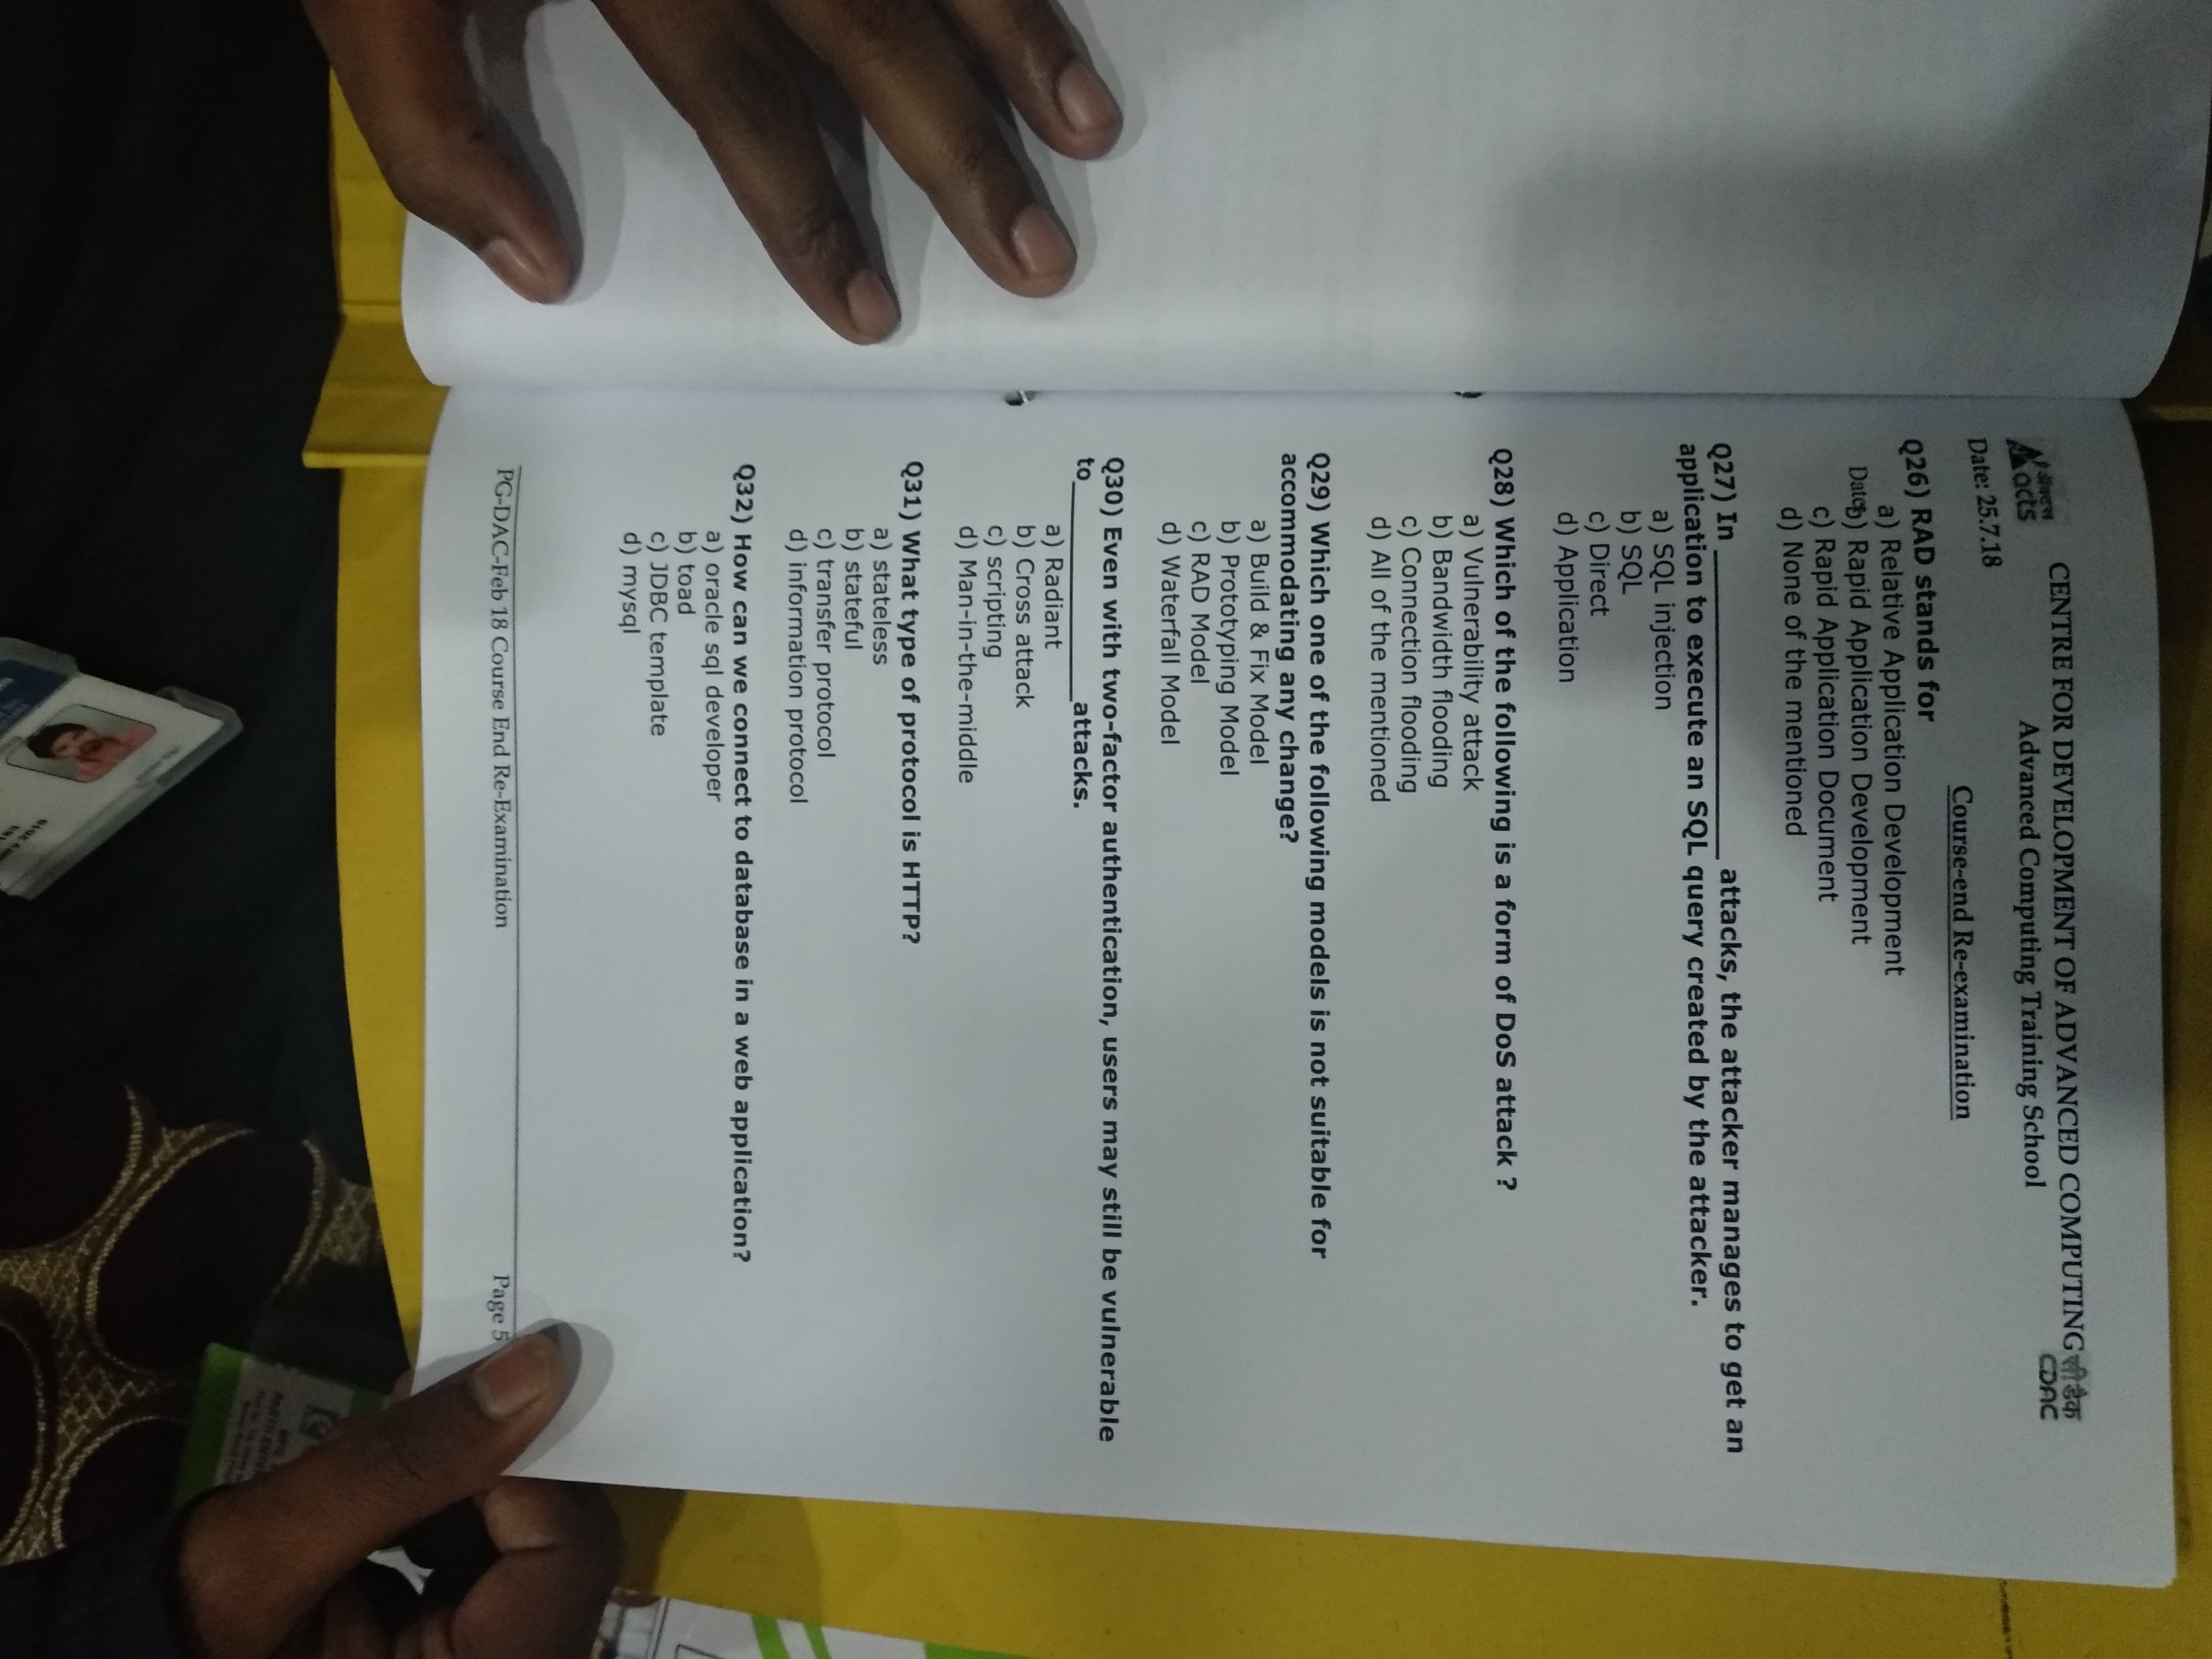 ॲक्टस
acts
CENTRE FOR DEVELOPMENT OF ADVANCED COMPUTING
सी डैक
CDAC
Advanced Computing Training School
Date: 25.7.18
Course-end Re-examination
Q26) RAD stands for
a) Relative Application Development
Date
b) Rapid Application Development
c) Rapid Application Document
d) None of the mentioned
Q27) In ____________________ attacks, the attacker manages to get an
application to execute an SQL query created by the attacker.
a) SQL injection
b) SQL
c) Direct
d) Application
Q28) Which of the following is a form of DoS attack ?
a) Vulnerability attack
b) Bandwidth flooding
c) Connection flooding
d) All of the mentioned
Q29) Which one of the following models is not suitable for
accommodating any change?
a) Build & Fix Model
b) Prototyping Model
c) RAD Model
d) Waterfall Model
Q30) Even with two-factor authentication, users may still be vulnerable
to_______________attacks.
a) Radiant
b) Cross attack
c) scripting
d) Man-in-the-middle
Q31) What type of protocol is HTTP?
a) stateless
b) stateful
c) transfer protocol
d) information protocol
Q32) How can we connect to database in a web application?
a) oracle sql developer
b) toad
c) JDBC template
d) mysql
PG-DAC-Feb 18 Course End Re-Examination
Page 5